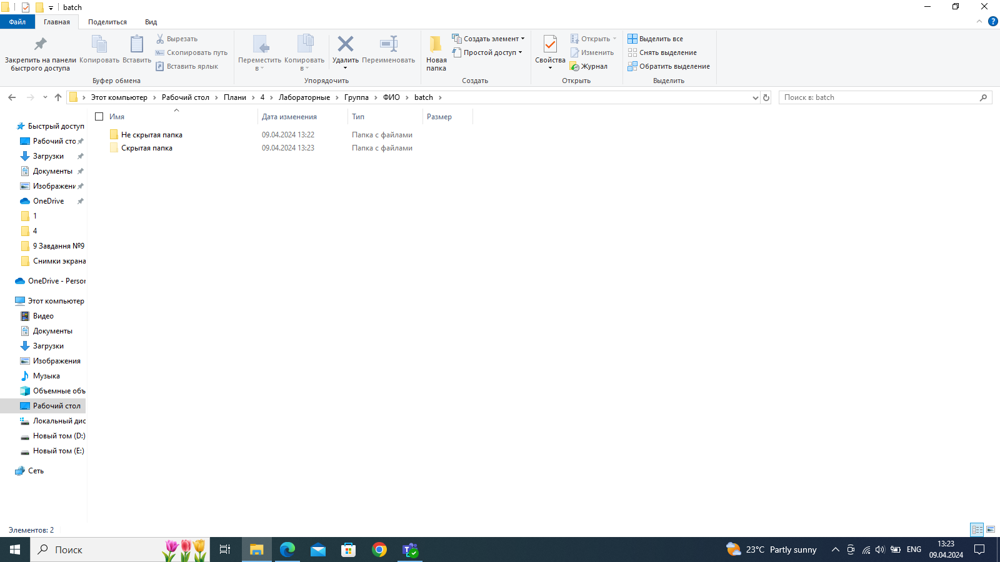 batch
Файл Главная Поделиться Вид
Закрепить на панели быстрого доступа
Копировать
Вставить
Вырезать
Скопировать путь
Вставить ярлык
Буфер обмена
Переместить в
Копировать в
Удалить
Переименовать
Упорядочить
Новая папка
Создать элемент
Простой доступ
Создать
Свойства
Открыть
Изменить
Журнал
Открыть
Выделить все
Снять выделение
Обратить выделение
Выделить
Этот компьютер > Рабочий стол > Плани > 4 > Лабораторные > Группа > ФИО > batch >
Поиск в: batch
Имя Дата изменения Тип Размер
Не скрытая папка 09.04.2024 13:22 Папка с файлами
Скрытая папка 09.04.2024 13:23 Папка с файлами
Быстрый доступ
Рабочий сто
Загрузки
Документы
Изображени
OneDrive
1
4
9 Завдання №9
Снимки экрана
OneDrive - Person
Этот компьютер
Видео
Документы
Загрузки
Изображения
Музыка
Объемные объ
Рабочий стол
Локальный дис
Новый том (D:)
Новый том (E:)
Сеть
Элементов: 2
Поиск
23°C Partly sunny
ENG
13:23
09.04.2024